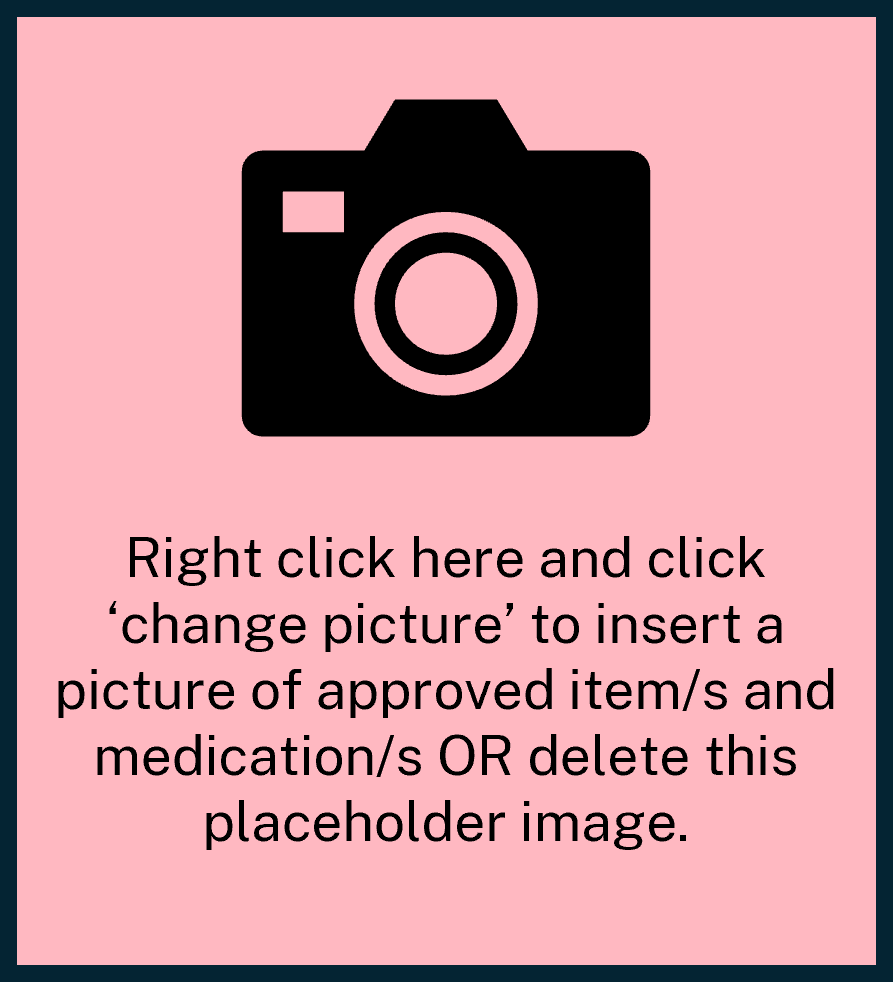 Right click here and click
‘change picture’ to insert a
picture of approved item/s and
medication/s OR delete this
placeholder image.